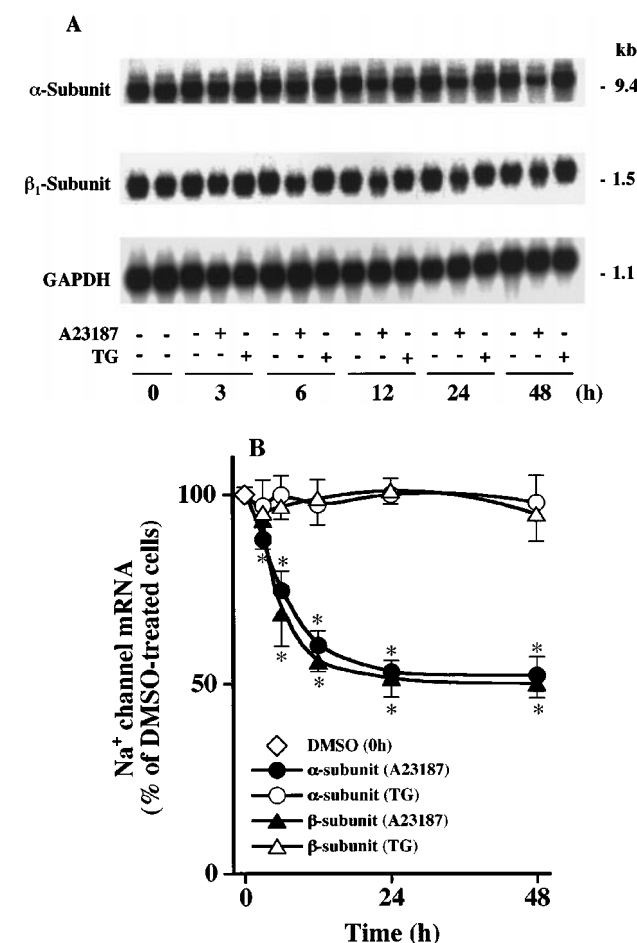 A
kb
α-Subunit - 9.4
β₁-Subunit - 1.5
GAPDH - 1.1
A23187 - - - + - - + - - + - - + - - + -
TG - - - - + - - + - - + - - + - - +
0 3 6 12 24 48 (h)
B
100
50
0
Na⁺ channel mRNA
(% of DMSO-treated cells)
* * * * *
* * * *
DMSO (0h)
α-subunit (A23187)
α-subunit (TG)
β-subunit (A23187)
β-subunit (TG)
0 24 48
Time (h)